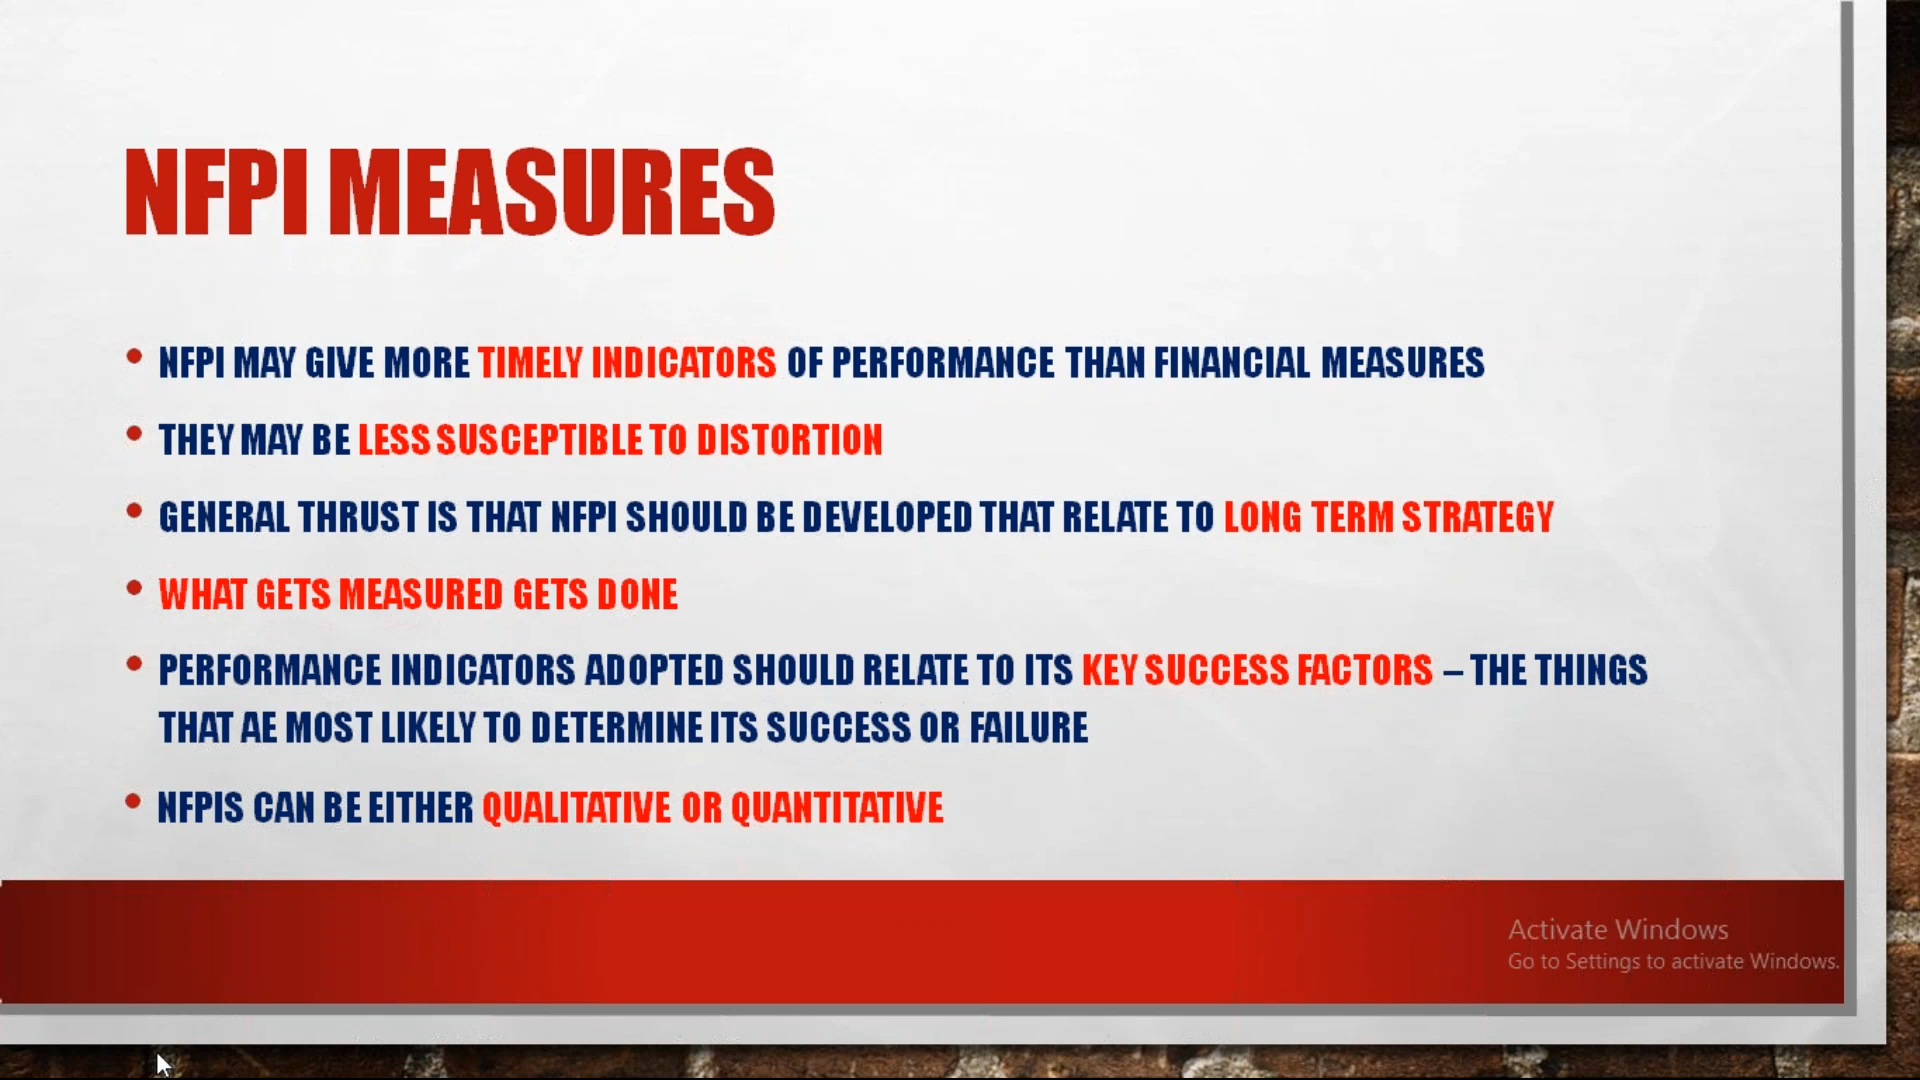 NFPI MEASURES
• NFPI MAY GIVE MORE TIMELY INDICATORS OF PERFORMANCE THAN FINANCIAL MEASURES
• THEY MAY BE LESS SUSCEPTIBLE TO DISTORTION
• GENERAL THRUST IS THAT NFPI SHOULD BE DEVELOPED THAT RELATE TO LONG TERM STRATEGY
• WHAT GETS MEASURED GETS DONE
• PERFORMANCE INDICATORS ADOPTED SHOULD RELATE TO ITS KEY SUCCESS FACTORS – THE THINGS
THAT AE MOST LIKELY TO DETERMINE ITS SUCCESS OR FAILURE
• NFPIS CAN BE EITHER QUALITATIVE OR QUANTITATIVE
Activate Windows
Go to Settings to activate Windows.